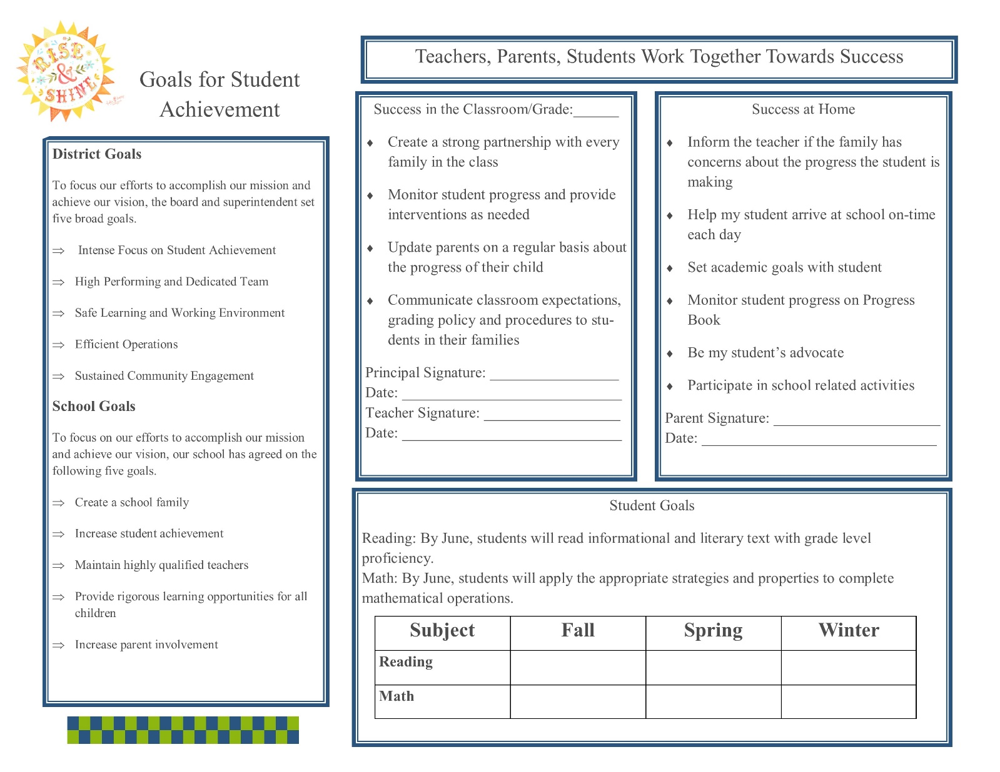 RISE
&
SHINE
Goals for Student
Achievement
District Goals
To focus our efforts to accomplish our mission and
achieve our vision, the board and superintendent set
five broad goals.
⇒ Intense Focus on Student Achievement
⇒ High Performing and Dedicated Team
⇒ Safe Learning and Working Environment
⇒ Efficient Operations
⇒ Sustained Community Engagement
School Goals
To focus on our efforts to accomplish our mission
and achieve our vision, our school has agreed on the
following five goals.
⇒ Create a school family
⇒ Increase student achievement
⇒ Maintain highly qualified teachers
⇒ Provide rigorous learning opportunities for all
children
⇒ Increase parent involvement
Teachers, Parents, Students Work Together Towards Success
Success in the Classroom/Grade:______
♦ Create a strong partnership with every
family in the class
♦ Monitor student progress and provide
interventions as needed
♦ Update parents on a regular basis about
the progress of their child
♦ Communicate classroom expectations,
grading policy and procedures to stu-
dents in their families
Principal Signature: _________________
Date: _____________________________
Teacher Signature: __________________
Date: _____________________________
Success at Home
♦ Inform the teacher if the family has
concerns about the progress the student is
making
♦ Help my student arrive at school on-time
each day
♦ Set academic goals with student
♦ Monitor student progress on Progress
Book
♦ Be my student’s advocate
♦ Participate in school related activities
Parent Signature: ______________________
Date: _______________________________
Student Goals
Reading: By June, students will read informational and literary text with grade level
proficiency.
Math: By June, students will apply the appropriate strategies and properties to complete
mathematical operations.
Subject Fall Spring Winter
Reading
Math